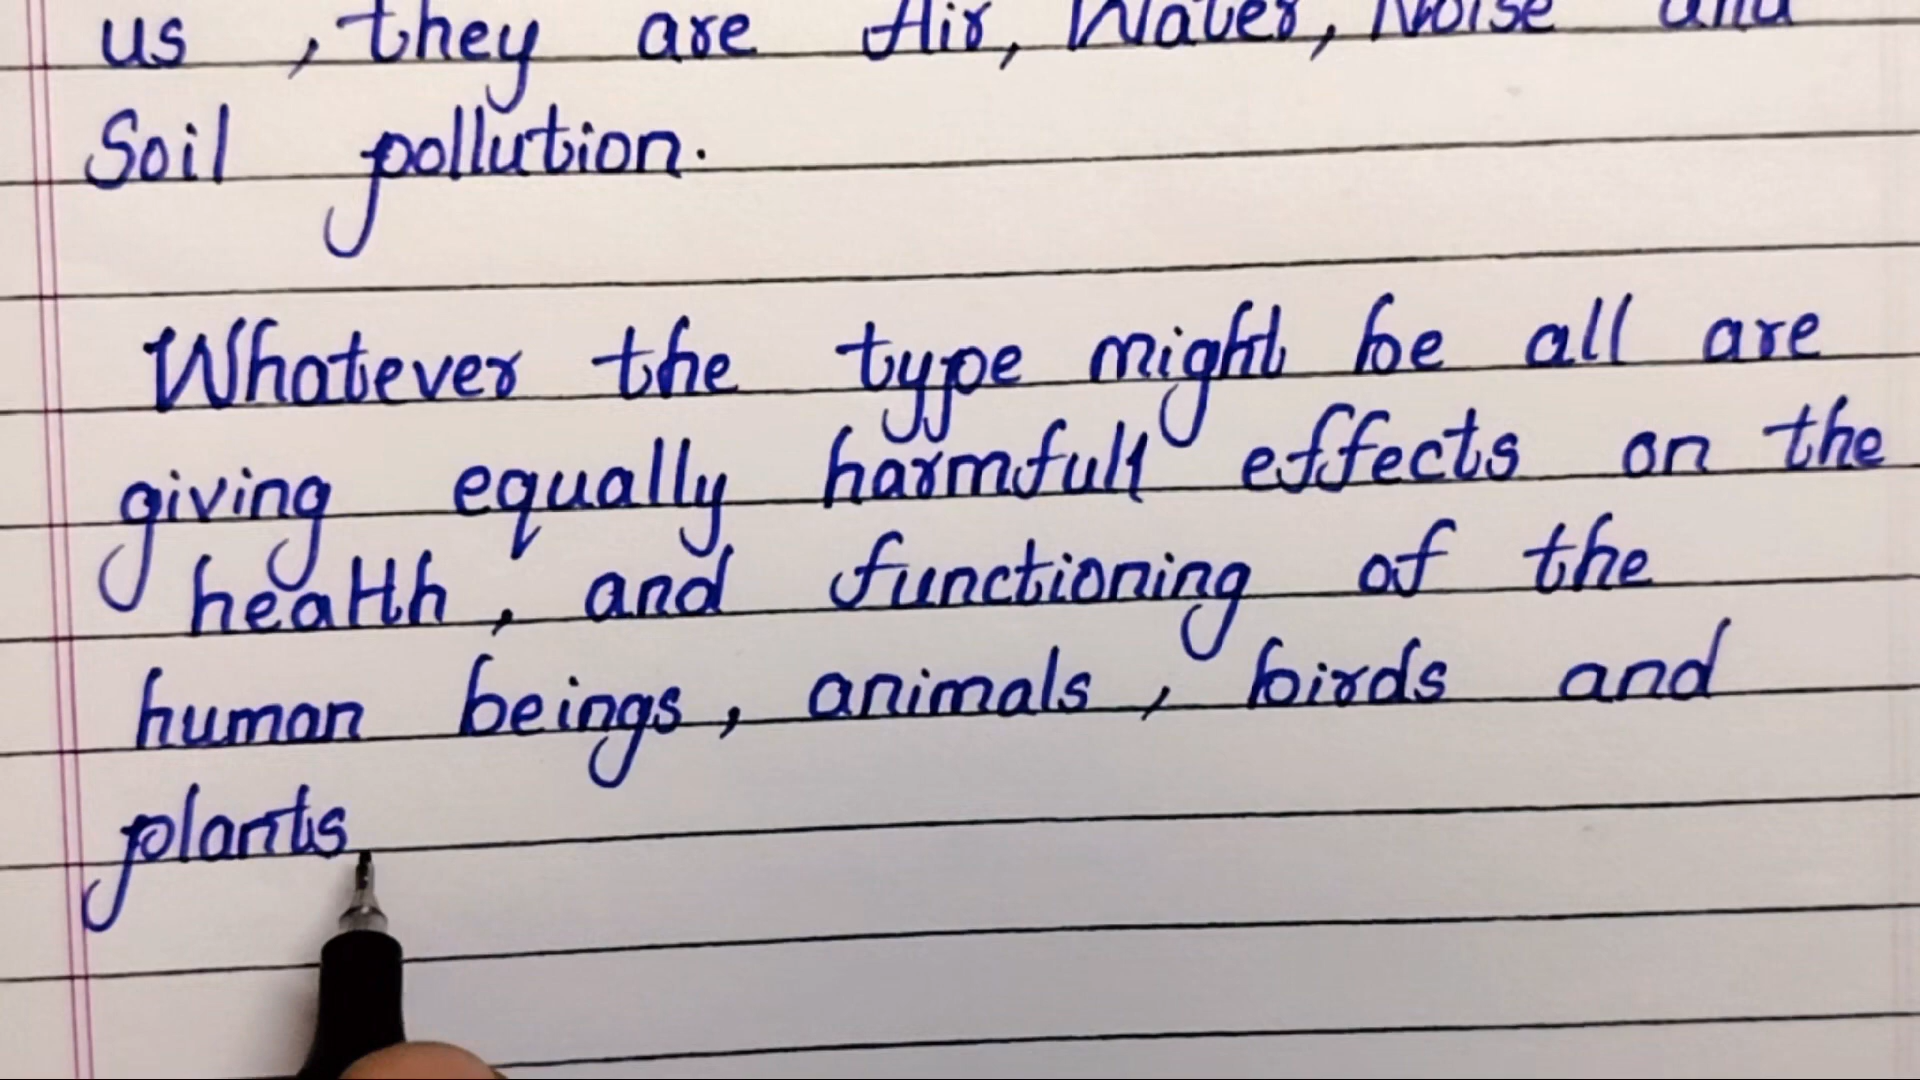 us , they are Air, Water, Noise and
Soil pollution.
Whatever the type might be all are
giving equally harmfull effects on the
health, and functioning of the
human beings, animals, birds and
plants